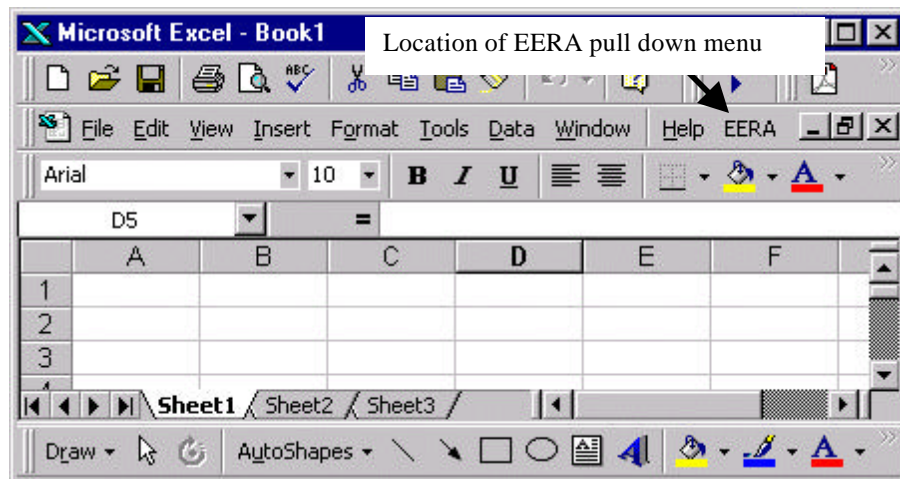 Microsoft Excel - Book1
Location of EERA pull down menu
ABC
File Edit View Insert Format Tools Data Window Help EERA
Arial 10 B I U A
D5 =
A B C D E F
1
2
3
Sheet1 Sheet2 Sheet3
Draw AutoShapes A A